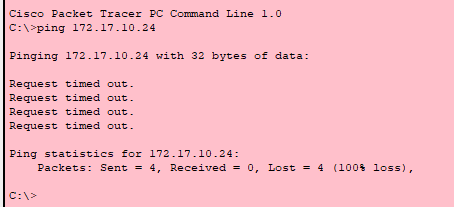 Cisco Packet Tracer PC Command Line 1.0
C:\>ping 172.17.10.24
Pinging 172.17.10.24 with 32 bytes of data:
Request timed out.
Request timed out.
Request timed out.
Request timed out.
Ping statistics for 172.17.10.24:
Packets: Sent = 4, Received = 0, Lost = 4 (100% loss),
C:\>